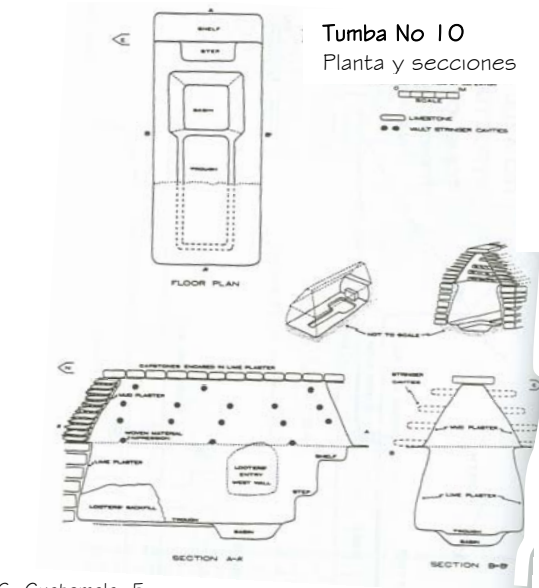 Tumba No 10
Planta y secciones
A
SHELF
STEP
BASIN
B
B'
TROUGH
A'
FLOOR PLAN
0
M
SCALE
LIMESTONE
VAULT STRINGER CAVITIES
NOT TO SCALE
CAPSTONES ENCASED IN LIME PLASTER
MUD PLASTER
WOVEN MATERIAL
IMPRESSION
LIME PLASTER
LOOTERS' BACKFILL
LOOTERS'
ENTRY
WEST WALL
SHELF
STEP
TROUGH
BASIN
SECTION A-A'
STRINGER
CAVITIES
MUD PLASTER
LIME PLASTER
TROUGH
BASIN
SECTION B-B'